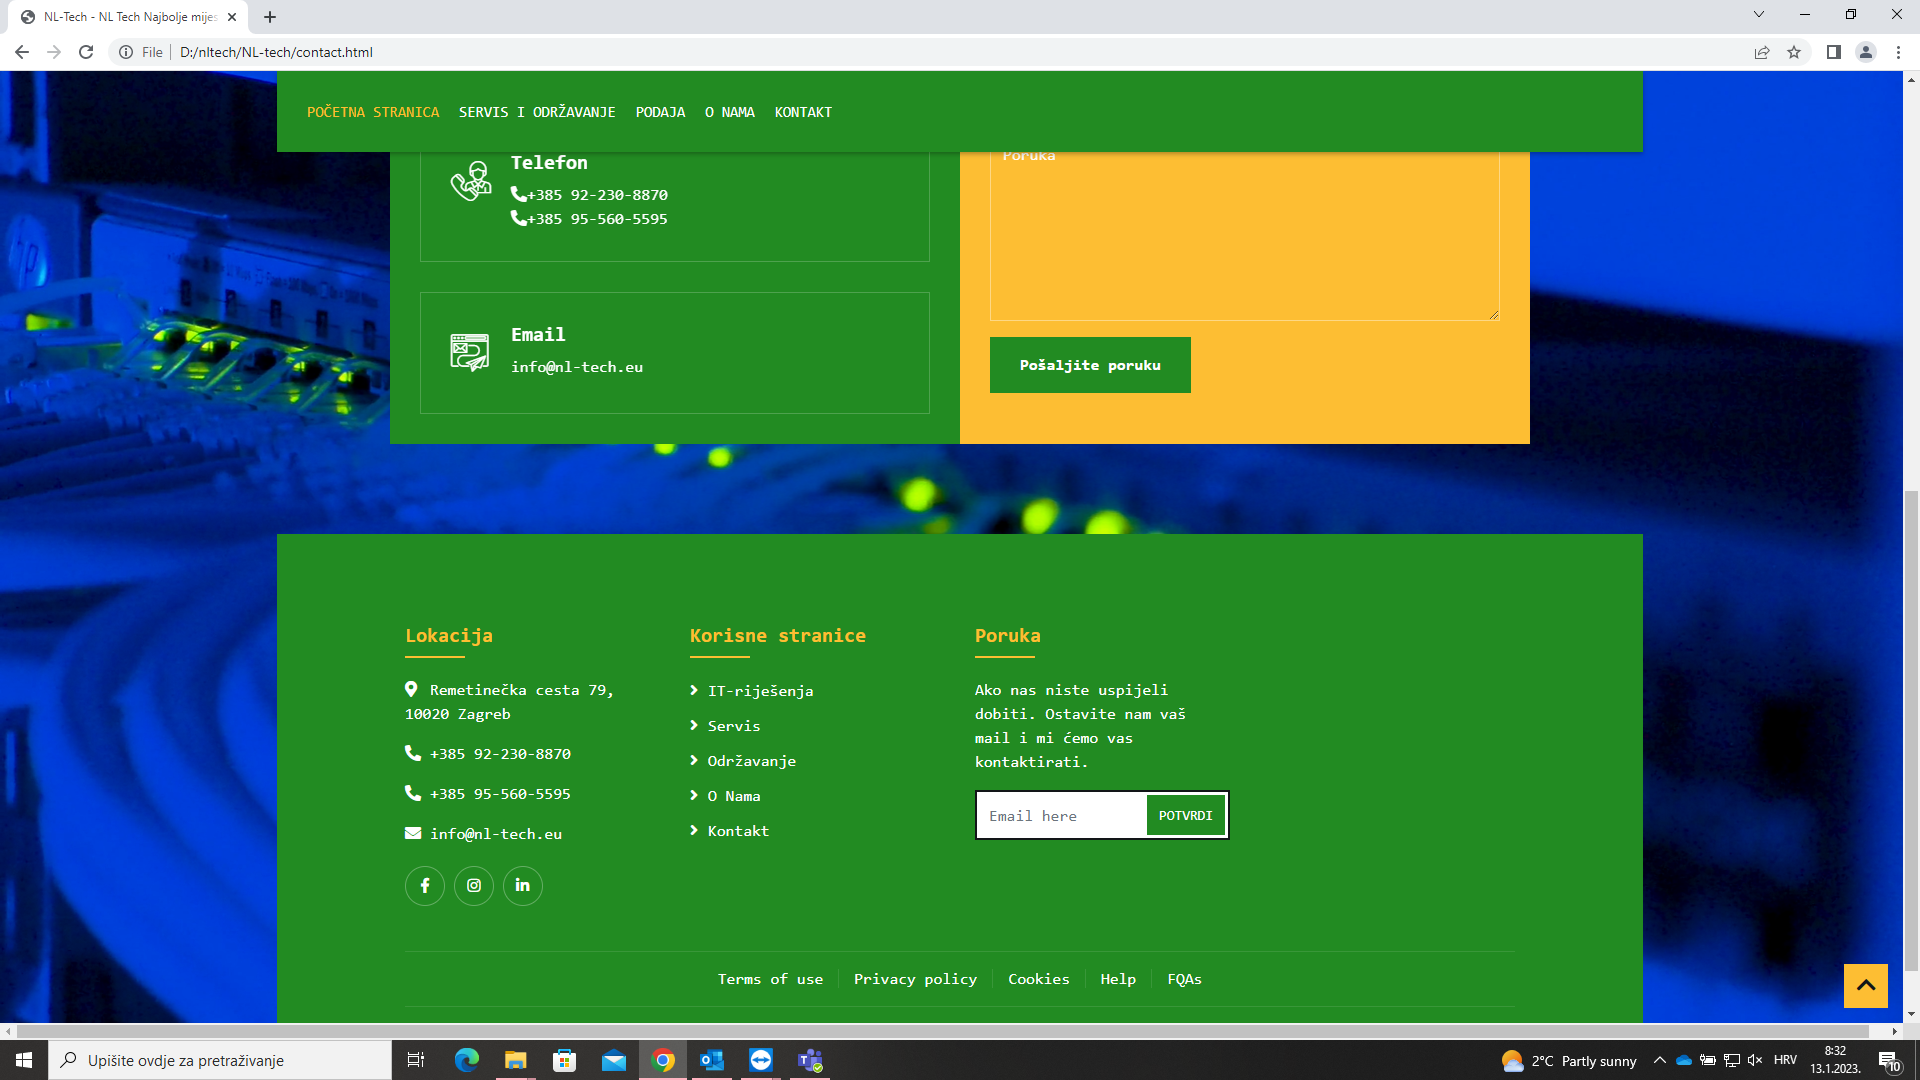 NL-Tech - NL Tech Najbolje mijes
File
D:/nltech/NL-tech/contact.html
POČETNA STRANICA SERVIS I ODRŽAVANJE PODAJA O NAMA KONTAKT
Telefon
+385 92-230-8870
+385 95-560-5595
Email
info@nl-tech.eu
Poruka
Pošaljite poruku
Lokacija
Remetinečka cesta 79,
10020 Zagreb
+385 92-230-8870
+385 95-560-5595
info@nl-tech.eu
Korisne stranice
IT-riješenja
Servis
Održavanje
O Nama
Kontakt
Poruka
Ako nas niste uspijeli
dobiti. Ostavite nam vaš
mail i mi ćemo vas
kontaktirati.
Email here POTVRDI
Terms of use Privacy policy Cookies Help FQAs
Upišite ovdje za pretraživanje
2°C Partly sunny
HRV
8:32
13.1.2023.
10